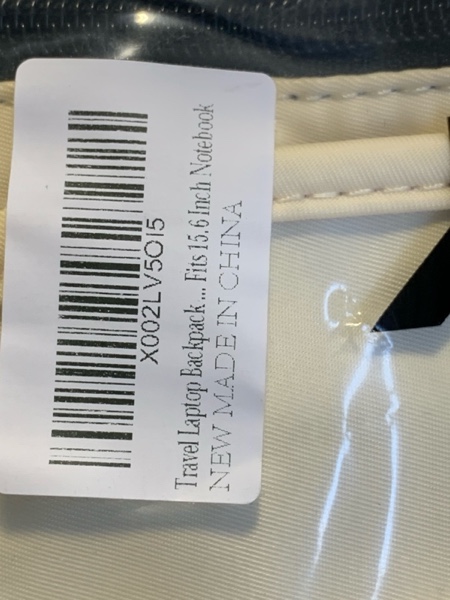 X002LV5OI5
Travel Laptop Backpack ... Fits 15.6 Inch Notebook
NEW MADE IN CHINA